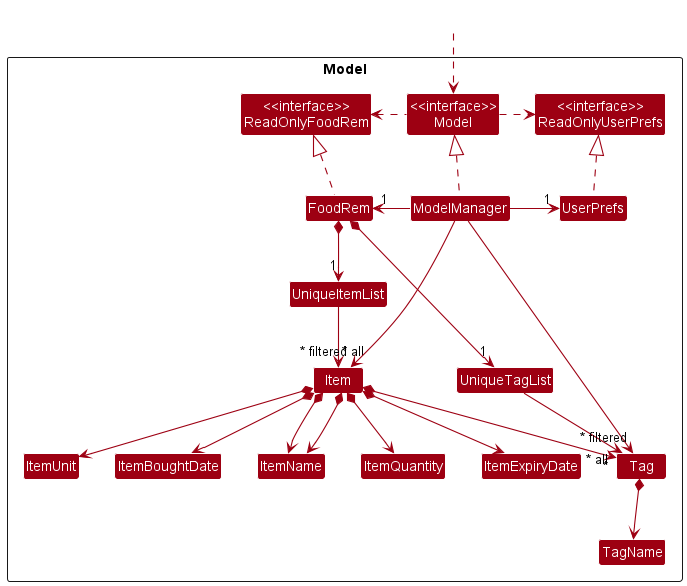 Model
<<interface>>
ReadOnlyFoodRem
<<interface>>
Model
<<interface>>
ReadOnlyUserPrefs
FoodRem
1
ModelManager
1
UserPrefs
1
UniqueItemList
* filtered
* all
1
Item
UniqueTagList
* filtered
* all
*
ItemUnit
ItemBoughtDate
ItemName
ItemQuantity
ItemExpiryDate
Tag
TagName